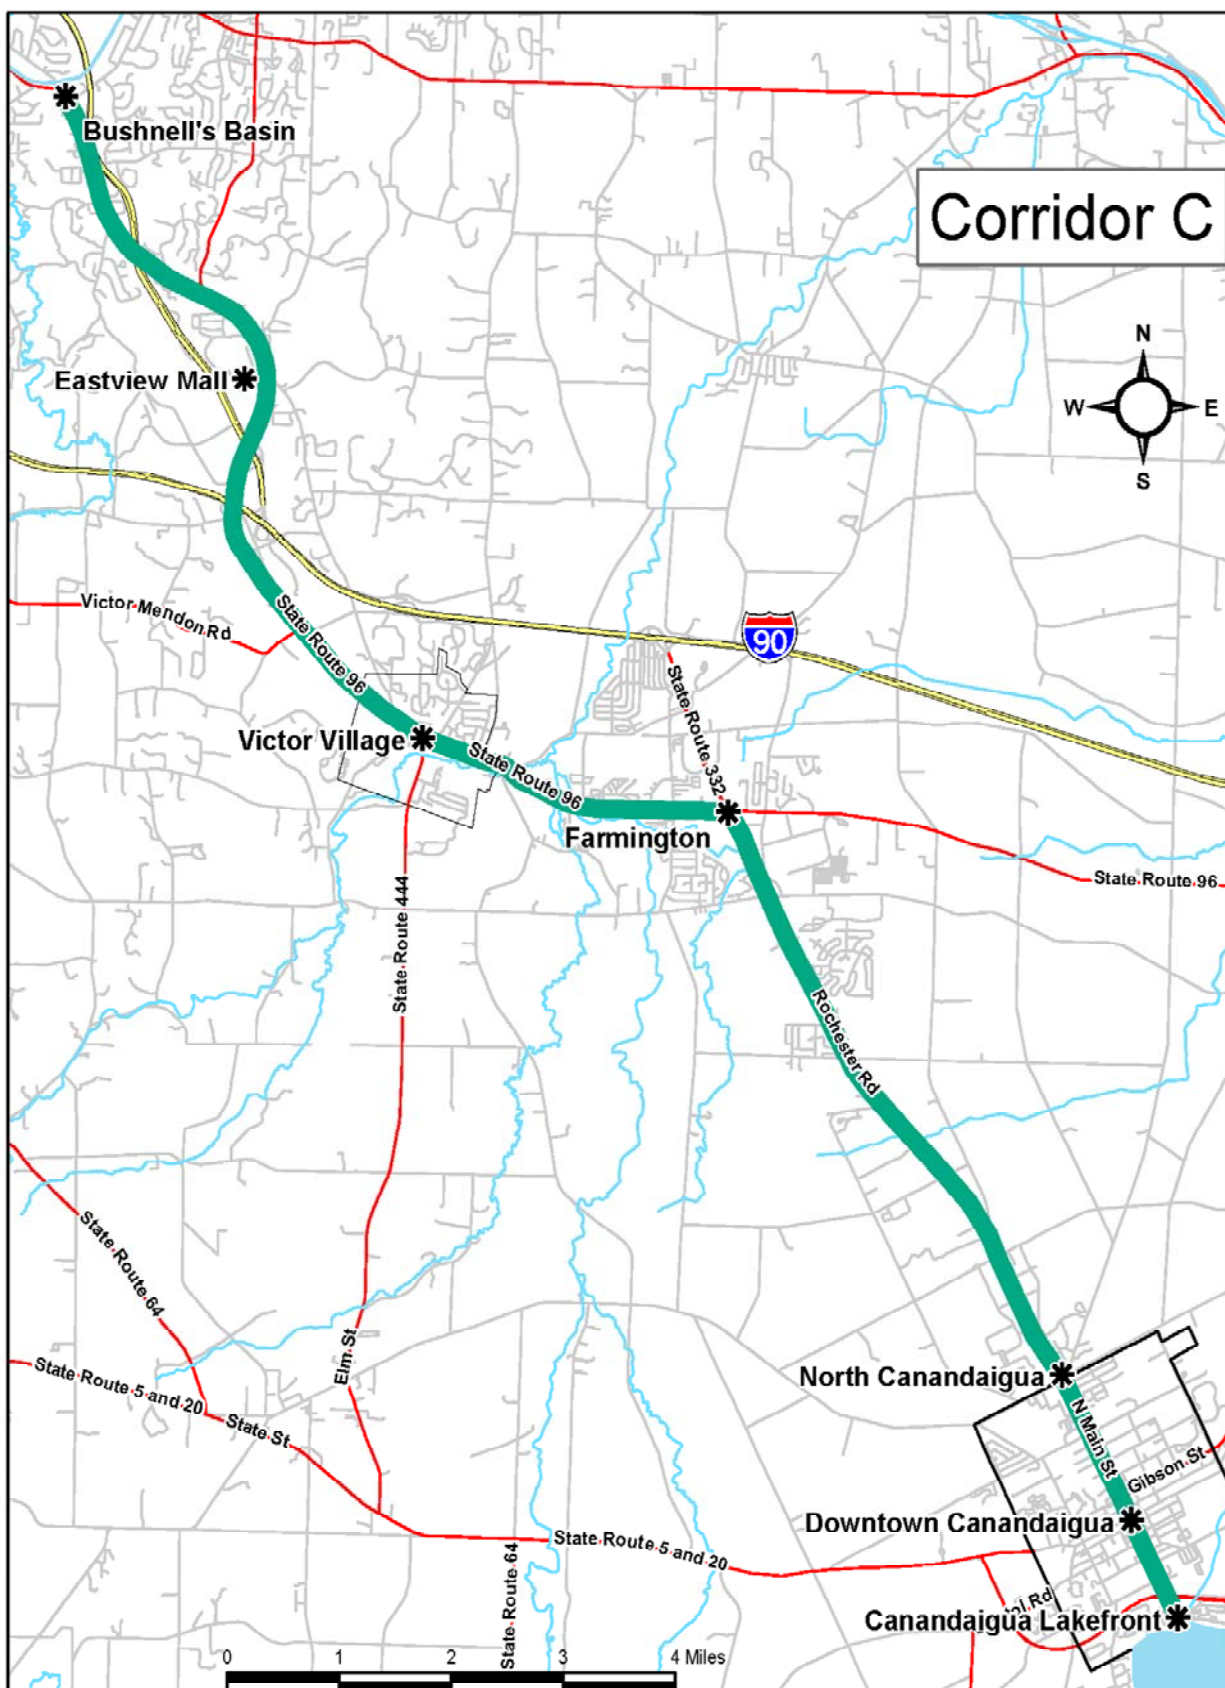 Bushnell's Basin
Corridor C
N
Eastview Mall
W
E
S
Victor Mendon Rd
State Route 96
90
State Route 332
Victor Village
State Route 96
Farmington
State Route 96
State Route 444
Rochester Rd
State Route 64
Elm St
State Route 5 and 20
State St
North Canandaigua
N Main St
Gibson St
Downtown Canandaigua
State Route 5 and 20
State Route 64
Rd
Canandaigua Lakefront
0 1 2 3 4 Miles